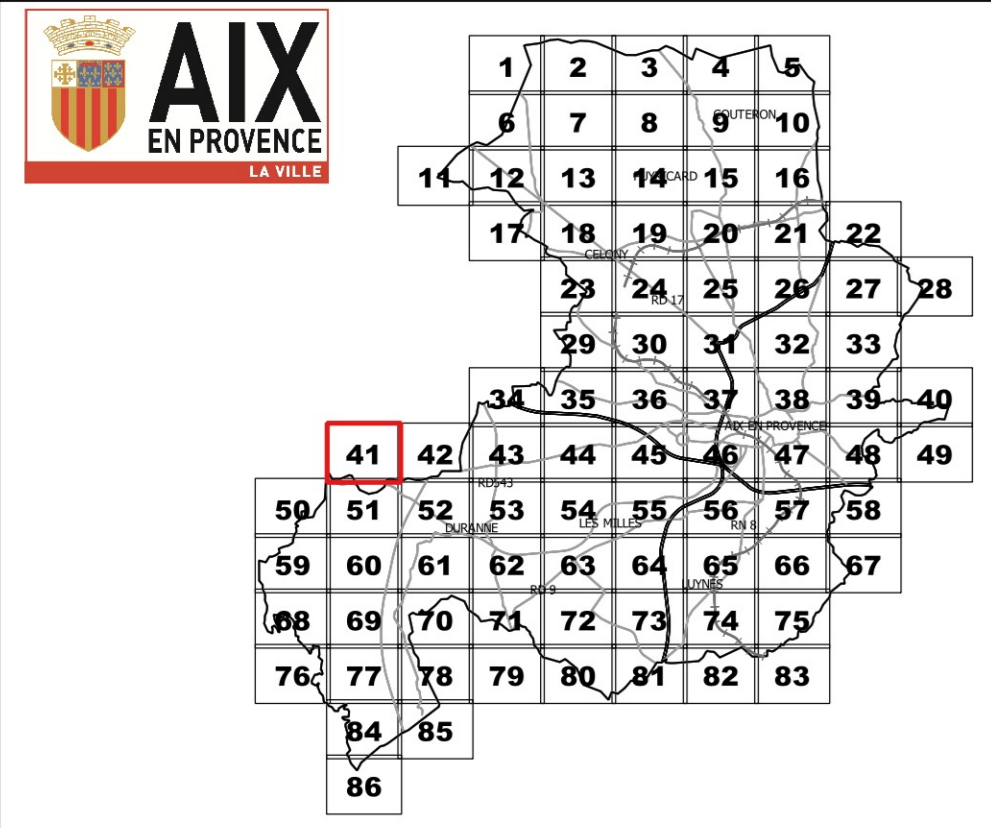 AIX
EN PROVENCE
LA VILLE
1 2 3 4 5
COUTERON
6 7 8 9 10
PUYRICARD
11 12 13 14 15 16
17 18 19 20 21 22
CELONY
23 24 25 26 27 28
RD 17
29 30 31 32 33
34 35 36 37 38 39 40
AIX EN PROVENCE
41 42 43 44 45 46 47 48 49
RD543
50 51 52 53 54 55 56 57 58
DURANNE
LES MILLES
RN 8
59 60 61 62 63 64 65 66 67
RD 9
LUYNES
68 69 70 71 72 73 74 75
76 77 78 79 80 81 82 83
84 85
86